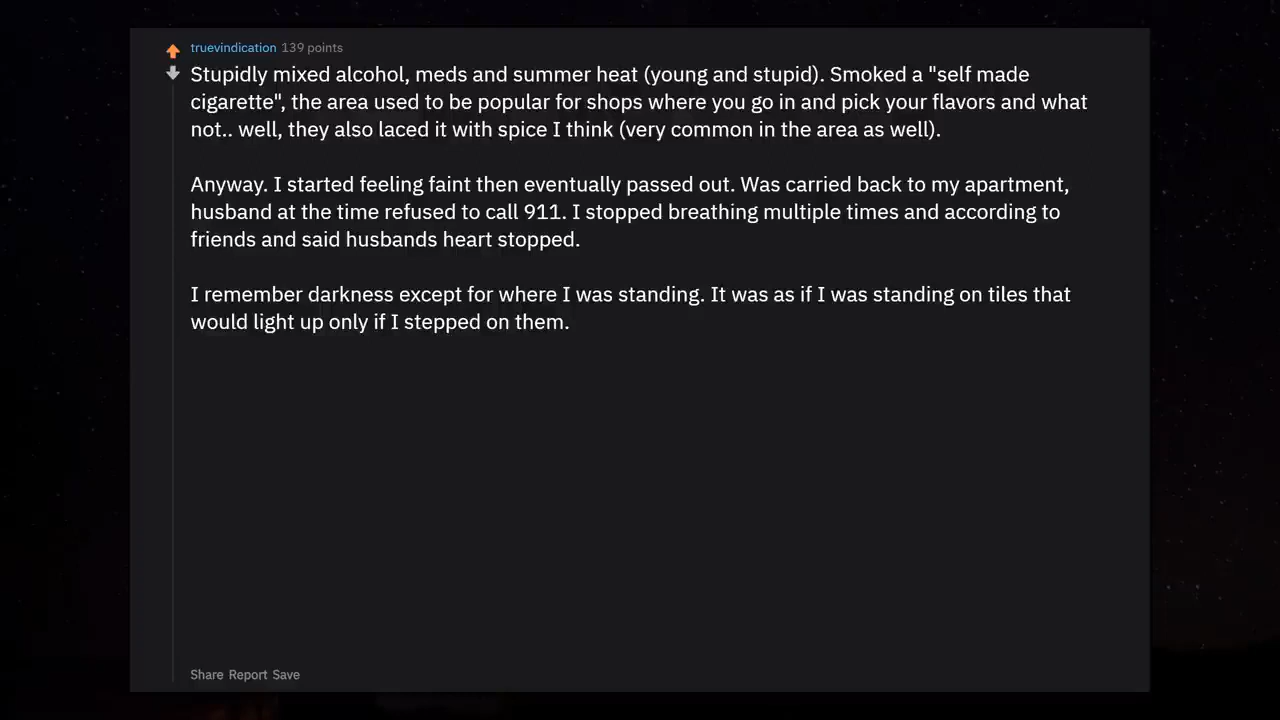 truevindication 139 points
Stupidly mixed alcohol, meds and summer heat (young and stupid). Smoked a "self made
cigarette", the area used to be popular for shops where you go in and pick your flavors and what
not.. well, they also laced it with spice I think (very common in the area as well).
Anyway. I started feeling faint then eventually passed out. Was carried back to my apartment,
husband at the time refused to call 911. I stopped breathing multiple times and according to
friends and said husbands heart stopped.
I remember darkness except for where I was standing. It was as if I was standing on tiles that
would light up only if I stepped on them.
Share Report Save